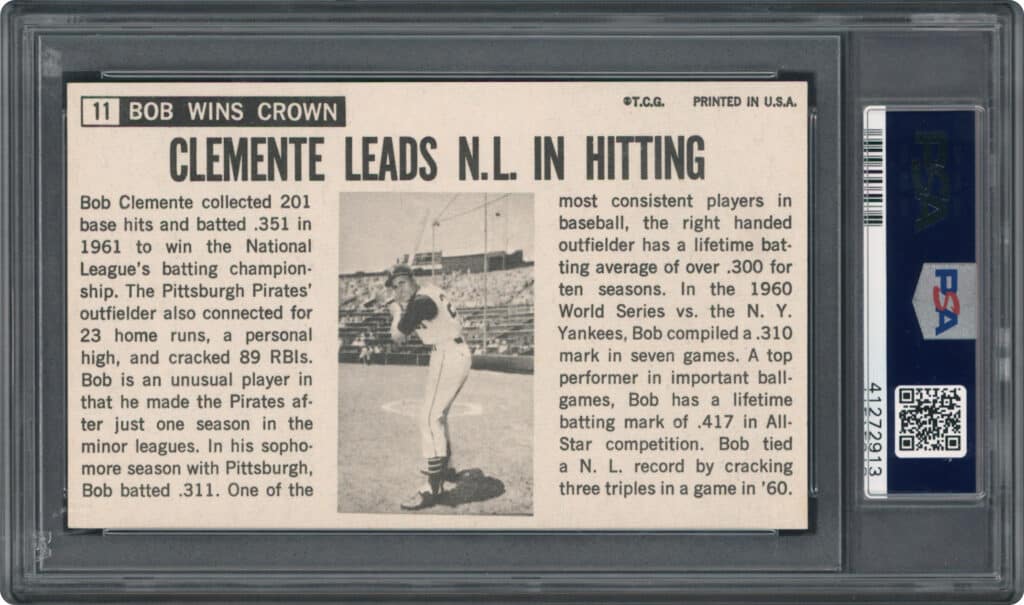 11 BOB WINS CROWN
©T.C.G. PRINTED IN U.S.A.
CLEMENTE LEADS N.L. IN HITTING
Bob Clemente collected 201
base hits and batted .351 in
1961 to win the National
League's batting champion-
ship. The Pittsburgh Pirates'
outfielder also connected for
23 home runs, a personal
high, and cracked 89 RBIs.
Bob is an unusual player in
that he made the Pirates af-
ter just one season in the
minor leagues. In his sopho-
more season with Pittsburgh,
Bob batted .311. One of the
most consistent players in
baseball, the right handed
outfielder has a lifetime bat-
ting average of over .300 for
ten seasons. In the 1960
World Series vs. the N. Y.
Yankees, Bob compiled a .310
mark in seven games. A top
performer in important ball-
games, Bob has a lifetime
batting mark of .417 in All-
Star competition. Bob tied
a N. L. record by cracking
three triples in a game in '60.
PSA
PSA
41272913